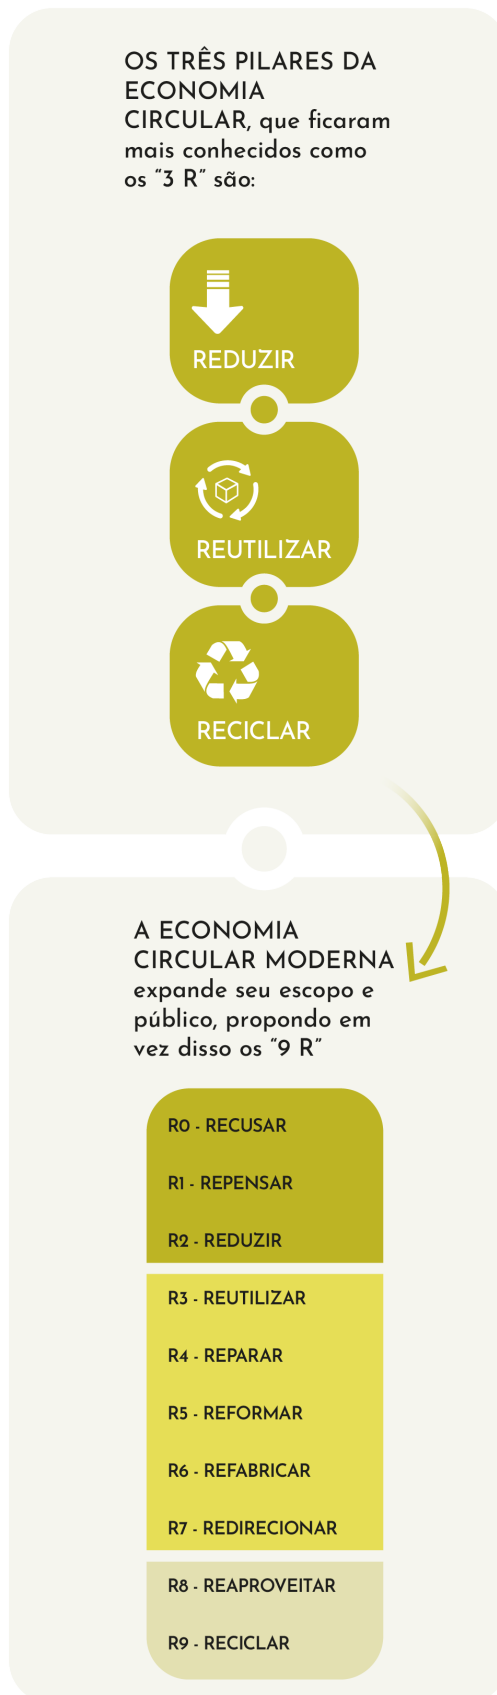 OS TRÊS PILARES DA
ECONOMIA
CIRCULAR, que ficaram
mais conhecidos como
os “3 R” são:
REDUZIR
REUTILIZAR
RECICLAR
A ECONOMIA
CIRCULAR MODERNA
expande seu escopo e
público, propondo em
vez disso os “9 R”
R0 - RECUSAR
R1 - REPENSAR
R2 - REDUZIR
R3 - REUTILIZAR
R4 - REPARAR
R5 - REFORMAR
R6 - REFABRICAR
R7 - REDIRECIONAR
R8 - REAPROVEITAR
R9 - RECICLAR